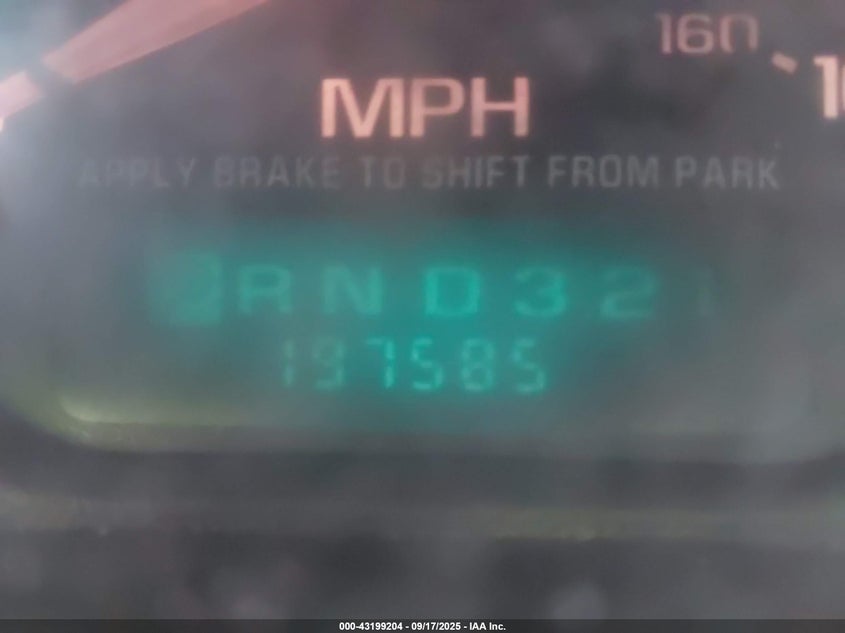 160
MPH
APPLY BRAKE TO SHIFT FROM PARK
RND321
197585
000-43199204 - 09/17/2025 - IAA Inc.